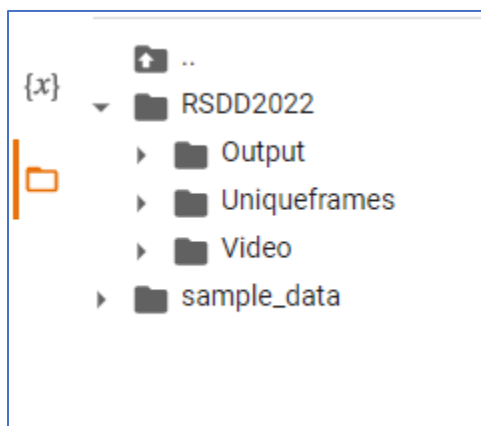 ..
{x}
RSDD2022
Output
Uniqueframes
Video
sample_data